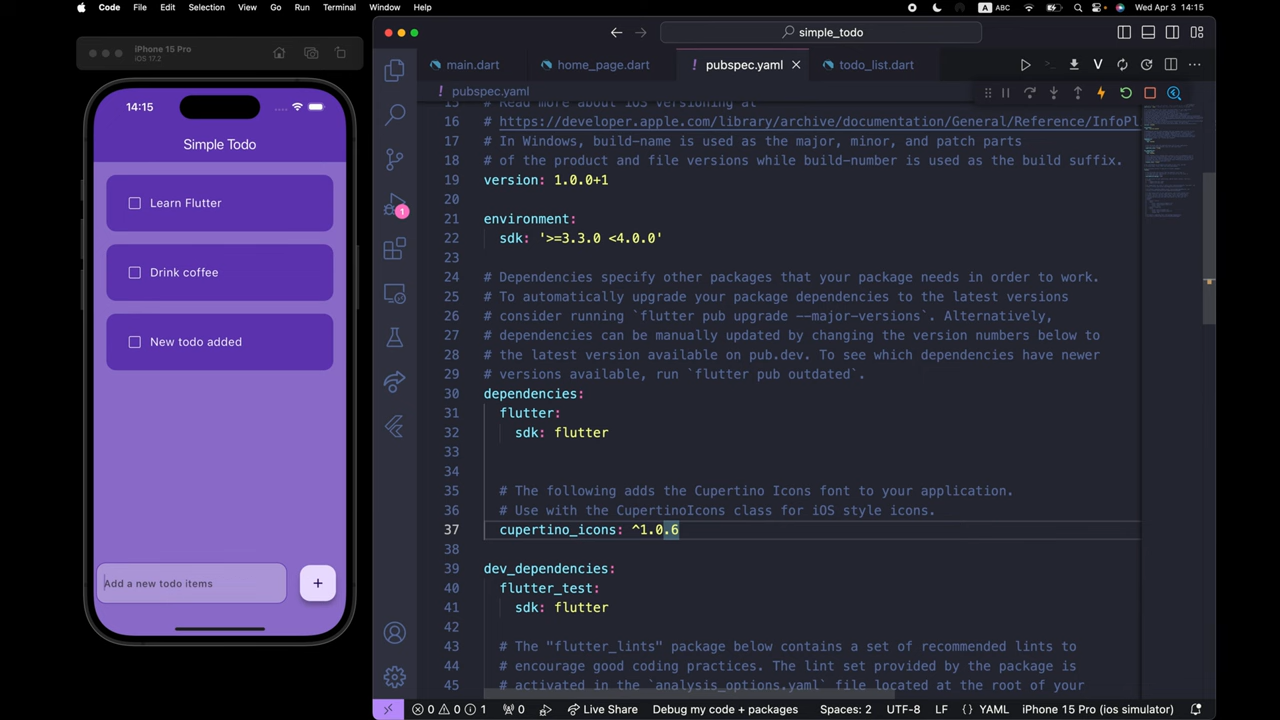 Code File Edit Selection View Go Run Terminal Window Help
A ABC Wed Apr 3 14:15
iPhone 15 Pro
iOS 17.2
14:15
Simple Todo
Learn Flutter
Drink coffee
New todo added
Add a new todo items
+
simple_todo
main.dart home_page.dart ! pubspec.yaml todo_list.dart
! pubspec.yaml
1
15 # Read more about iOS versioning at
16 # https://developer.apple.com/library/archive/documentation/General/Reference/InfoPl
17 # In Windows, build-name is used as the major, minor, and patch parts
18 # of the product and file versions while build-number is used as the build suffix.
19 version: 1.0.0+1
20
21 environment:
22 sdk: '>=3.3.0 <4.0.0'
23
24 # Dependencies specify other packages that your package needs in order to work.
25 # To automatically upgrade your package dependencies to the latest versions
26 # consider running `flutter pub upgrade --major-versions`. Alternatively,
27 # dependencies can be manually updated by changing the version numbers below to
28 # the latest version available on pub.dev. To see which dependencies have newer
29 # versions available, run `flutter pub outdated`.
30 dependencies:
31 flutter:
32 sdk: flutter
33
34
35 # The following adds the Cupertino Icons font to your application.
36 # Use with the CupertinoIcons class for iOS style icons.
37 cupertino_icons: ^1.0.6
38
39 dev_dependencies:
40 flutter_test:
41 sdk: flutter
42
43 # The "flutter_lints" package below contains a set of recommended lints to
44 # encourage good coding practices. The lint set provided by the package is
45 # activated in the `analysis_options.yaml` file located at the root of your
0 0 1 0 Live Share Debug my code + packages Spaces: 2 UTF-8 LF {} YAML iPhone 15 Pro (ios simulator)